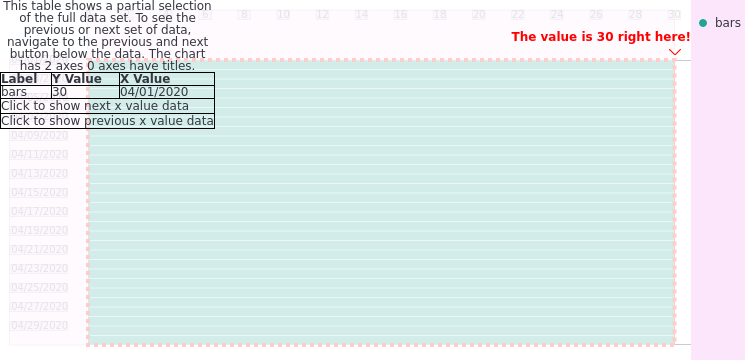 This table shows a partial selection
of the full data set. To see the
previous or next set of data,
navigate to the previous and next
button below the data. The chart
has 2 axes 0 axes have titles.
Label Y Value X Value
bars 30 04/01/2020
Click to show next x value data
Click to show previous x value data
8 10 12 14 16 18 20 22 24 26 28 30
The value is 30 right here!
bars
04/09/2020
04/11/2020
04/13/2020
04/15/2020
04/17/2020
04/19/2020
04/21/2020
04/23/2020
04/25/2020
04/27/2020
04/29/2020